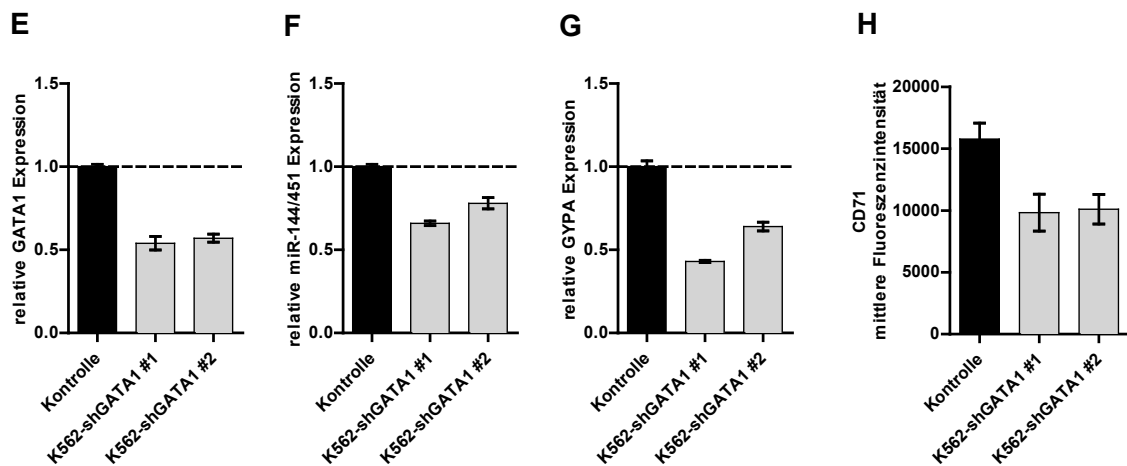 E
relative GATA1 Expression
1.5
1.0
0.5
0.0
Kontrolle
K562-shGATA1 #1
K562-shGATA1 #2
F
relative miR-144/451 Expression
1.5
1.0
0.5
0.0
Kontrolle
K562-shGATA1 #1
K562-shGATA1 #2
G
relative GYPA Expression
1.5
1.0
0.5
0.0
Kontrolle
K562-shGATA1 #1
K562-shGATA1 #2
H
CD71
mittlere Fluoreszenzintensität
20000
15000
10000
5000
0
Kontrolle
K562-shGATA1 #1
K562-shGATA1 #2